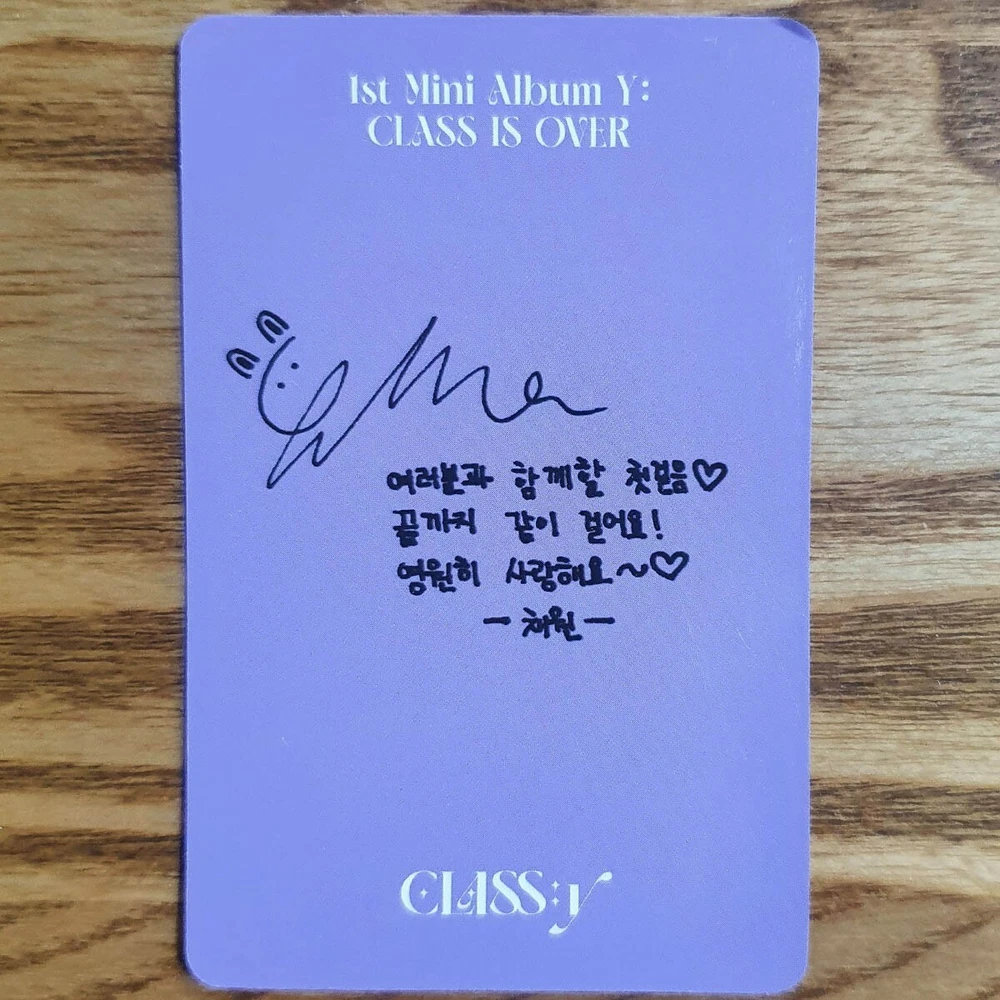 1st Mini Album Y:
CLASS IS OVER
여러분과 함께할 첫걸음♡
끝까지 같이 걸어요!
영원히 사랑해요~♡
- 채원 -
CLASS:y